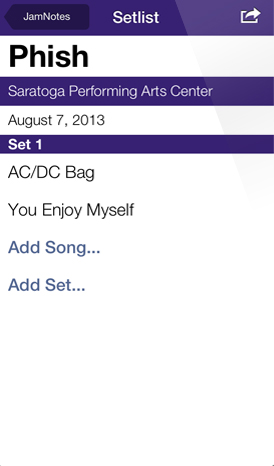 JamNotes
Setlist
Phish
Saratoga Performing Arts Center
August 7, 2013
Set 1
AC/DC Bag
You Enjoy Myself
Add Song...
Add Set...